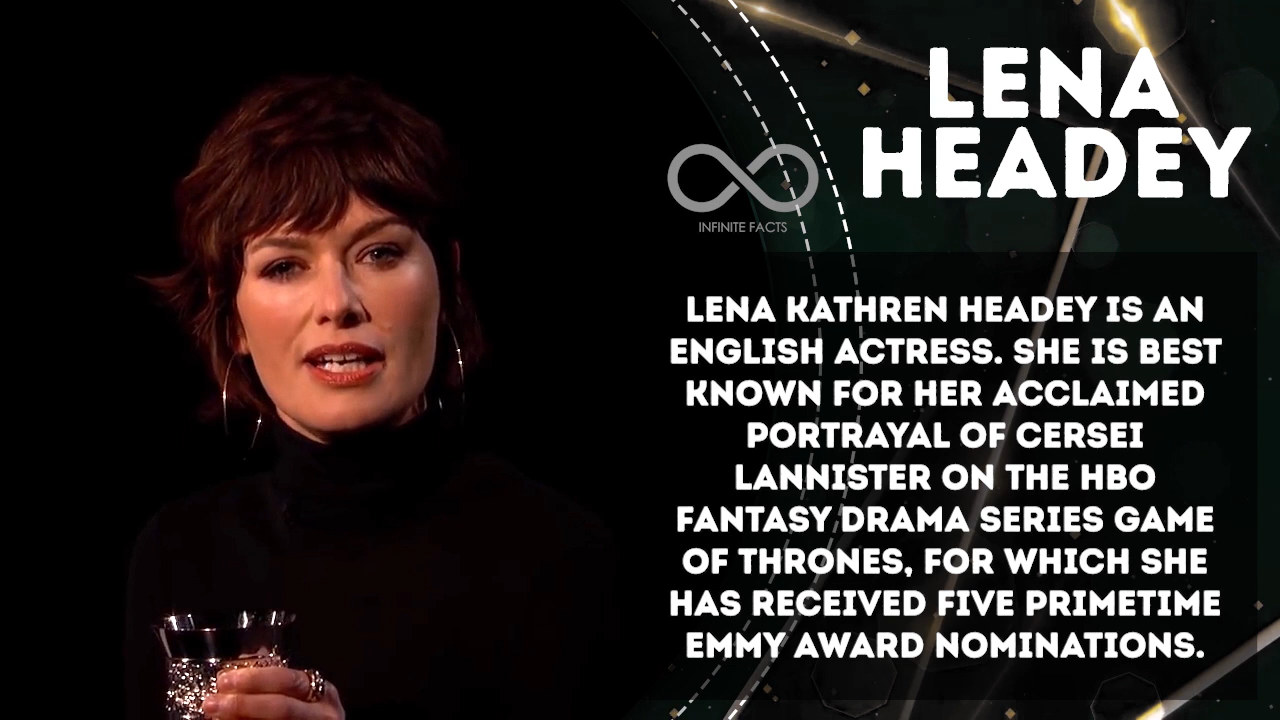 LENA
HEADEY
INFINITE FACTS
LENA KATHREN HEADEY IS AN
ENGLISH ACTRESS. SHE IS BEST
KNOWN FOR HER ACCLAIMED
PORTRAYAL OF CERSEI
LANNISTER ON THE HBO
FANTASY DRAMA SERIES GAME
OF THRONES, FOR WHICH SHE
HAS RECEIVED FIVE PRIMETIME
EMMY AWARD NOMINATIONS.